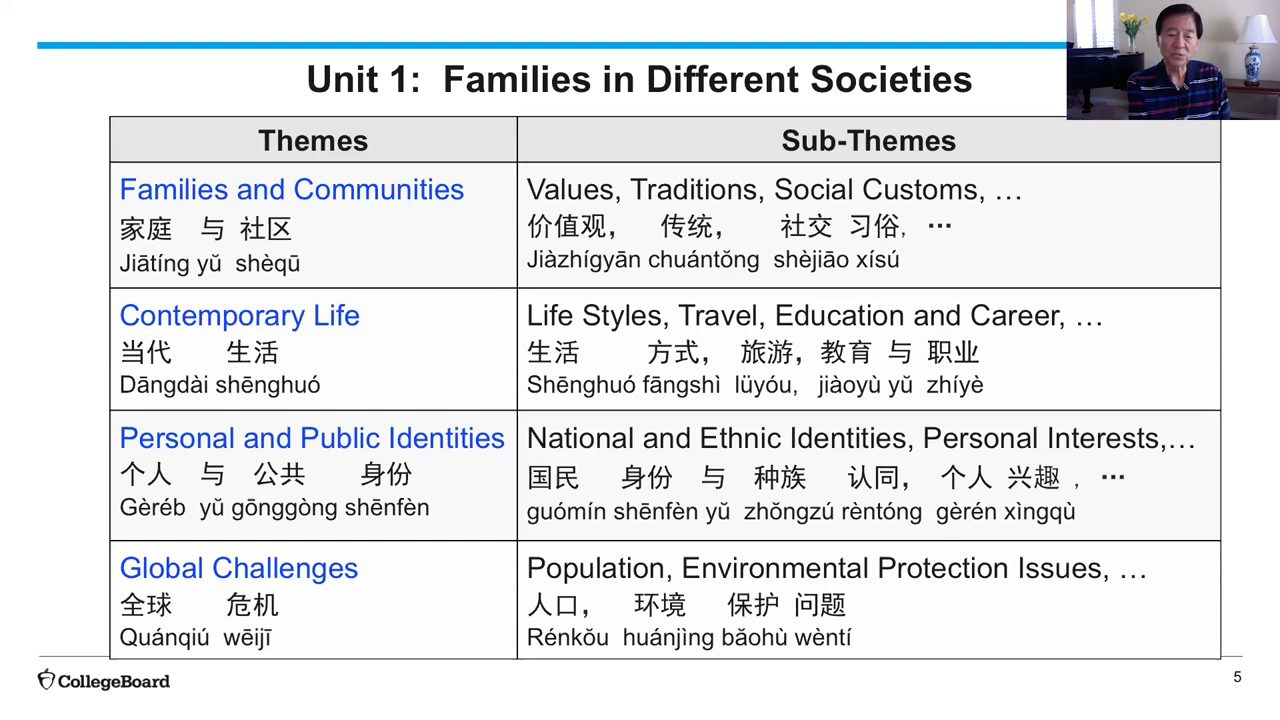 Unit 1: Families in Different Societies
Themes
Sub-Themes
Families and Communities
家庭 与 社区
Jiātíng yǔ shèqū
Values, Traditions, Social Customs, …
价值观， 传统， 社交 习俗, …
Jiàzhígyān chuántǒng shèjiāo xísú
Contemporary Life
当代 生活
Dāngdài shēnghuó
Life Styles, Travel, Education and Career, …
生活 方式， 旅游，教育 与 职业
Shēnghuó fāngshì lüyóu, jiàoyù yǔ zhíyè
Personal and Public Identities
个人 与 公共 身份
Gèréb yǔ gōnggòng shēnfèn
National and Ethnic Identities, Personal Interests,…
国民 身份 与 种族 认同， 个人 兴趣 , …
guómín shēnfèn yǔ zhǒngzú rèntóng gèrén xìngqù
Global Challenges
全球 危机
Quánqiú wēijī
Population, Environmental Protection Issues, …
人口， 环境 保护 问题
Rénkǒu huánjìng bǎohù wèntí
CollegeBoard
5